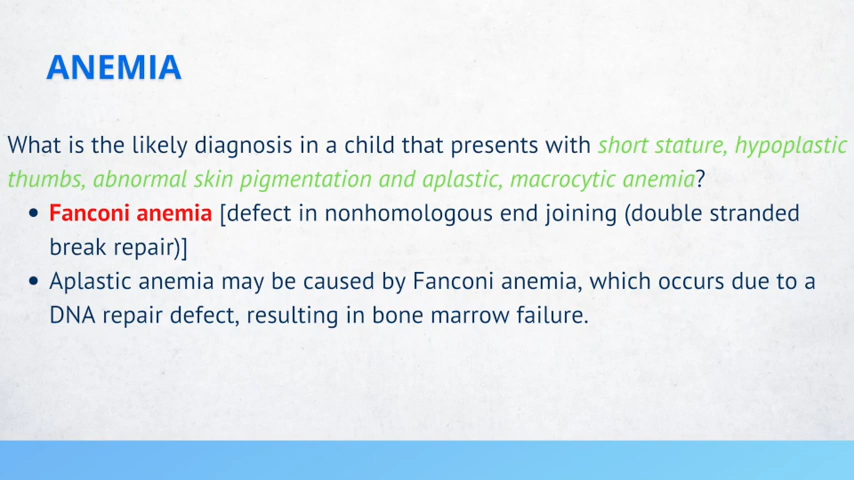 ANEMIA
What is the likely diagnosis in a child that presents with short stature, hypoplastic
thumbs, abnormal skin pigmentation and aplastic, macrocytic anemia?
• Fanconi anemia [defect in nonhomologous end joining (double stranded
break repair)]
• Aplastic anemia may be caused by Fanconi anemia, which occurs due to a
DNA repair defect, resulting in bone marrow failure.